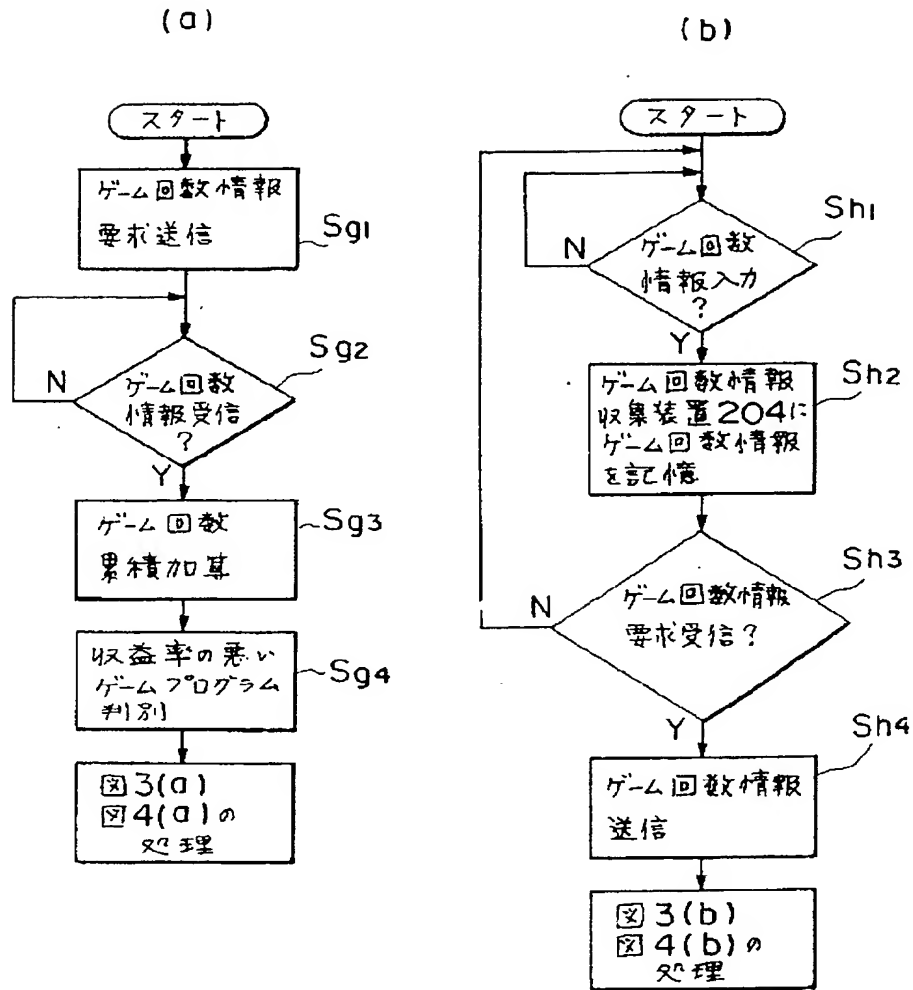 (a)
スタート
ゲーム回数情報
要求送信
Sg1
ゲーム回数
情報受信
?
Sg2
N
Y
ゲーム回数
累積加算
Sg3
収益率の悪い
ゲームプログラム
判別
Sg4
図3(a)
図4(a)の
処理
(b)
スタート
ゲーム回数
情報入力
?
Sh1
N
Y
ゲーム回数情報
収集装置204に
ゲーム回数情報
を記憶
Sh2
ゲーム回数情報
要求受信?
Sh3
N
Y
ゲーム回数情報
送信
Sh4
図3(b)
図4(b)の
処理